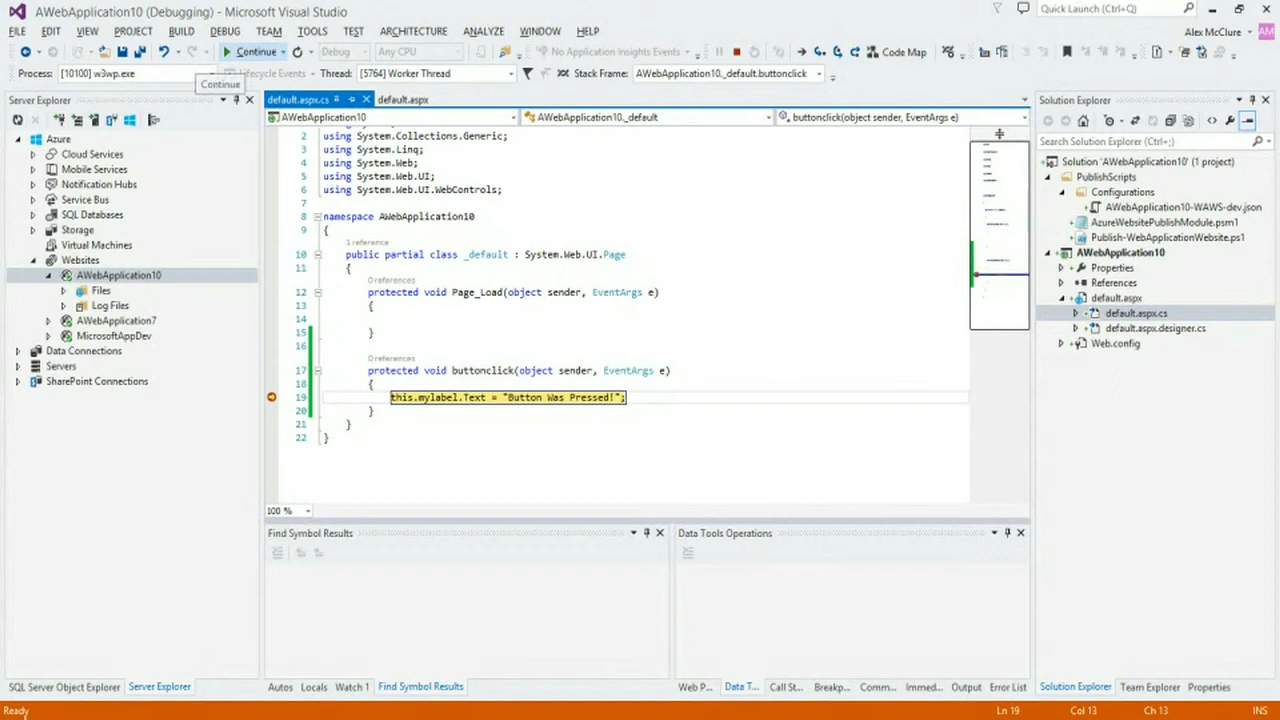 AWebApplication10 (Debugging) - Microsoft Visual Studio
Quick Launch (Ctrl+Q)
FILE EDIT VIEW PROJECT BUILD DEBUG TEAM TOOLS TEST ARCHITECTURE ANALYZE WINDOW HELP
Alex McClure AM
Continue Debug Any CPU No Application Insights Events Code Map
Process: [10100] w3wp.exe Lifecycle Events Thread: [5764] Worker Thread Stack Frame: AWebApplication10._default.buttonclick
Continue
Server Explorer
Azure
Cloud Services
Mobile Services
Notification Hubs
Service Bus
SQL Databases
Storage
Virtual Machines
Websites
AWebApplication10
Files
Log Files
AWebApplication7
MicrosoftAppDev
Data Connections
Servers
SharePoint Connections
SQL Server Object Explorer Server Explorer
default.aspx.cs default.aspx
AWebApplication10 AWebApplication10._default buttonclick(object sender, EventArgs e)
2 using System.Collections.Generic;
3 using System.Linq;
4 using System.Web;
5 using System.Web.UI;
6 using System.Web.UI.WebControls;
7
8 namespace AWebApplication10
9 {
1 reference
10 public partial class _default : System.Web.UI.Page
11 {
0 references
12 protected void Page_Load(object sender, EventArgs e)
13 {
14
15 }
16
0 references
17 protected void buttonclick(object sender, EventArgs e)
18 {
19 this.mylabel.Text = "Button Was Pressed!";
20 }
21 }
22 }
100 %
Find Symbol Results
Data Tools Operations
Autos Locals Watch 1 Find Symbol Results
Web P... Data T... Call St... Breakp... Comm... Immed... Output Error List
Solution Explorer
Search Solution Explorer (Ctrl+;)
Solution 'AWebApplication10' (1 project)
PublishScripts
Configurations
AWebApplication10-WAWS-dev.json
AzureWebsitePublishModule.psm1
Publish-WebApplicationWebsite.ps1
AWebApplication10
Properties
References
default.aspx
default.aspx.cs
default.aspx.designer.cs
Web.config
Solution Explorer Team Explorer Properties
Ready Ln 19 Col 13 Ch 13 INS